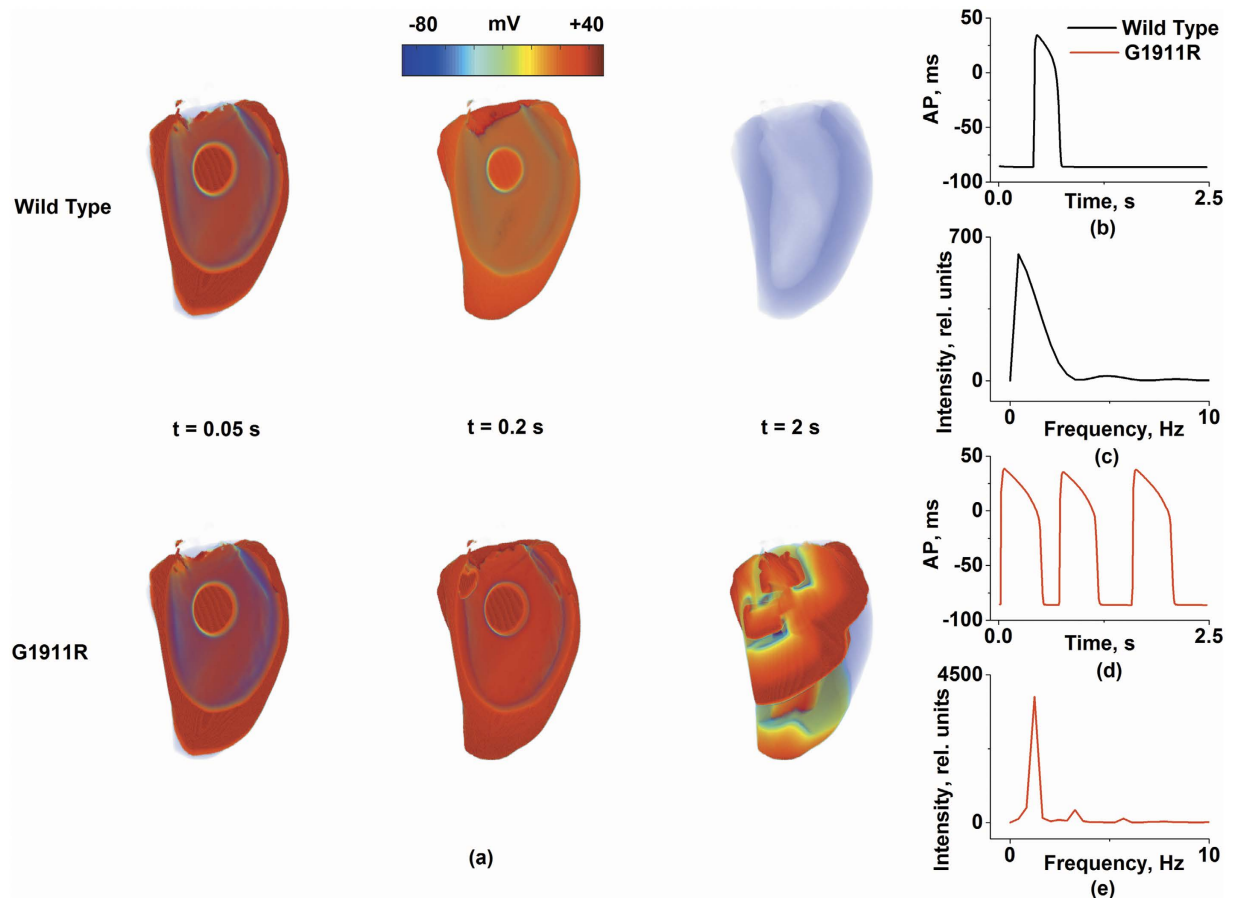 -80 mV +40
Wild Type
t = 0.05 s t = 0.2 s t = 2 s
G1911R
(a)
Wild Type
G1911R
AP, ms
50
0
-50
-100
0.0 2.5
Time, s
(b)
Intensity, rel. units
700
0
0 10
Frequency, Hz
(c)
AP, ms
50
0
-50
-100
0.0 2.5
Time, s
(d)
Intensity, rel. units
4500
0
0 10
Frequency, Hz
(e)